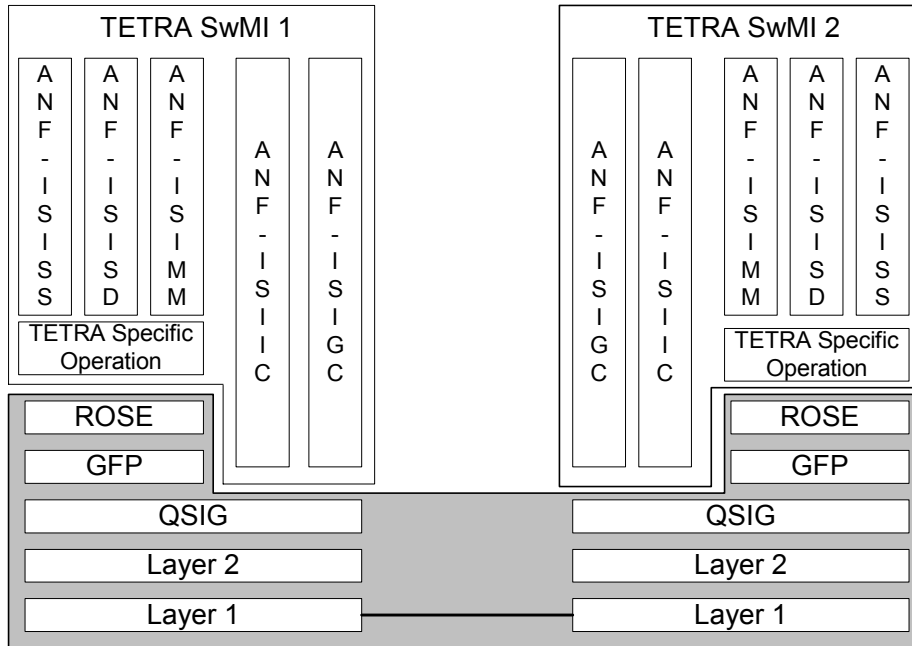 TETRA SwMI 1
ANF-ISISS
ANF-ISISD
ANF-ISIMM
ANF-ISIIC
ANF-ISIGC
TETRA Specific
Operation
ROSE
GFP
QSIG
Layer 2
Layer 1
TETRA SwMI 2
ANF-ISIGC
ANF-ISIIC
ANF-ISIMM
ANF-ISISD
ANF-ISISS
TETRA Specific
Operation
ROSE
GFP
QSIG
Layer 2
Layer 1